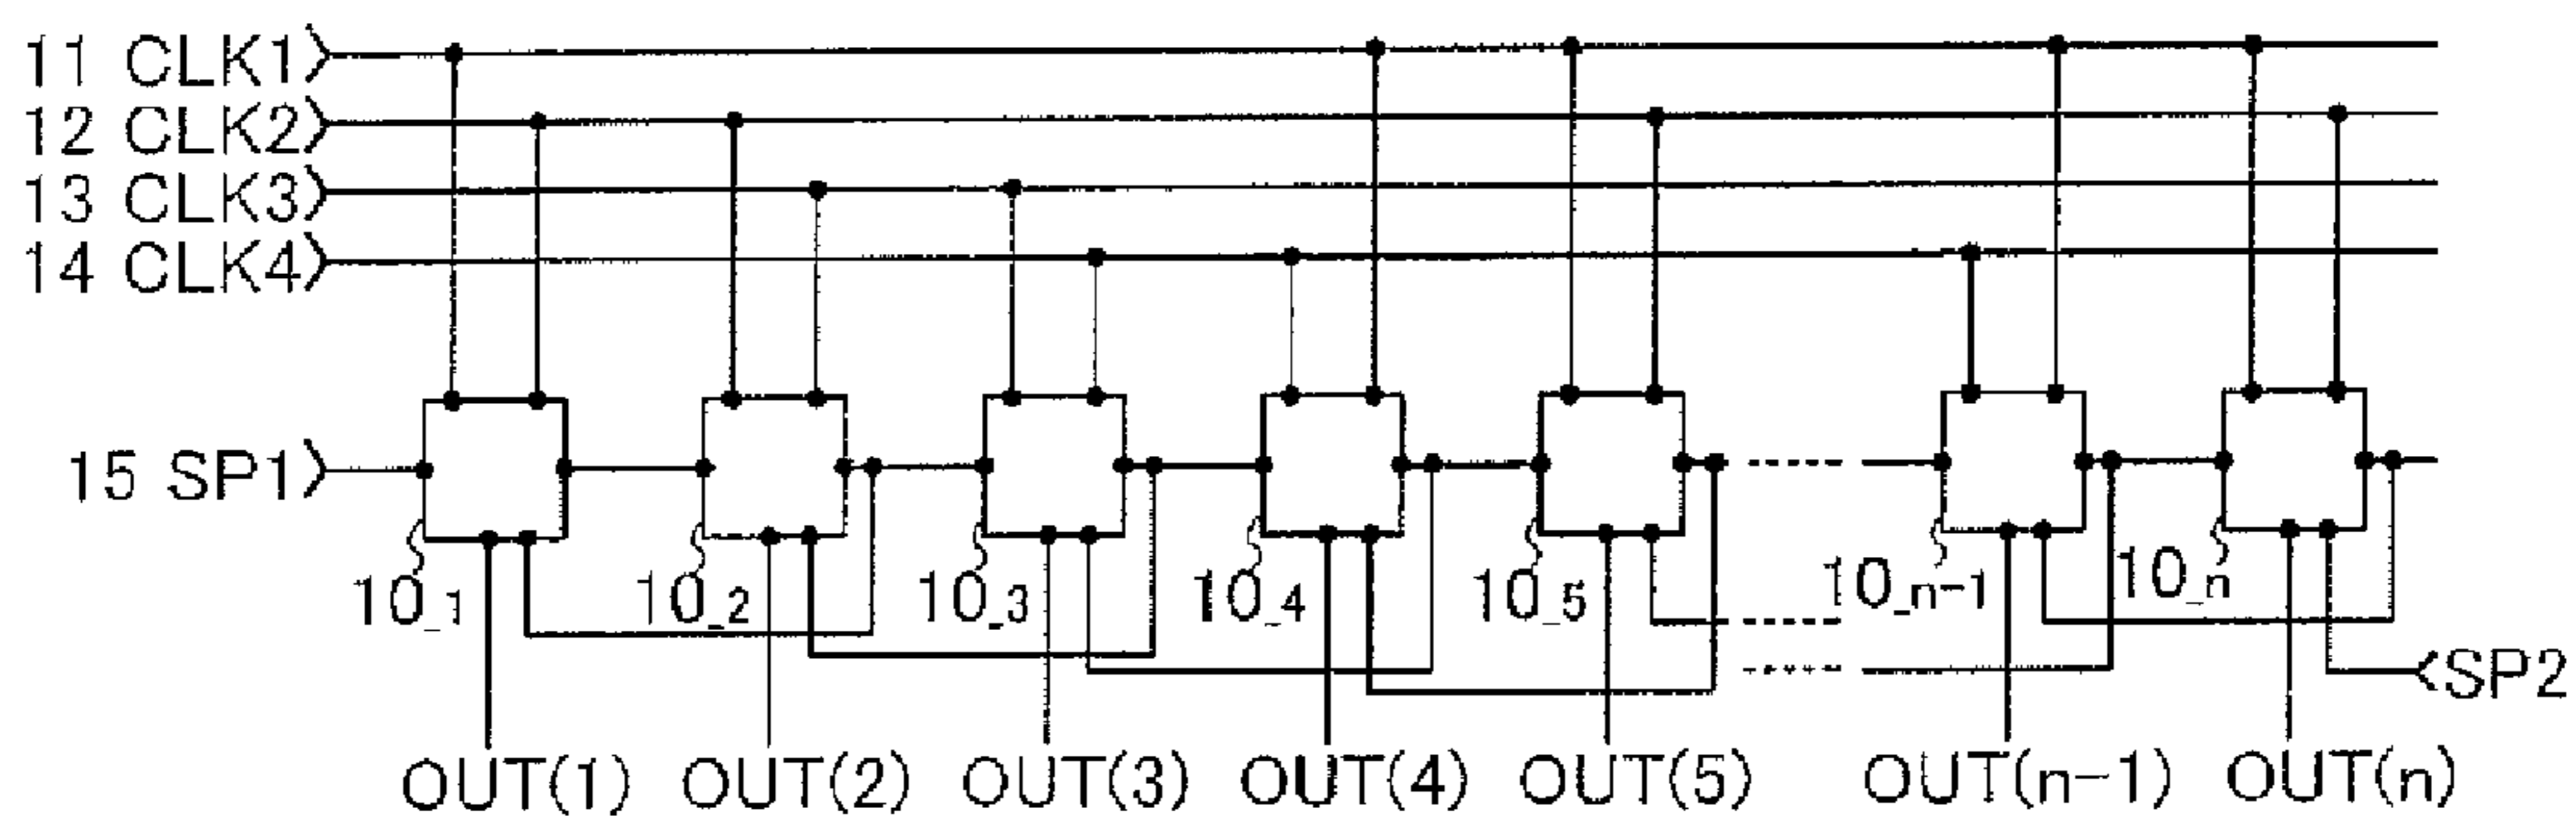 11 CLK1
12 CLK2
13 CLK3
14 CLK4
15 SP1
10_1
10_2
10_3
10_4
10_5
10_n-1
10_n
SP2
OUT(1)
OUT(2)
OUT(3)
OUT(4)
OUT(5)
OUT(n-1)
OUT(n)